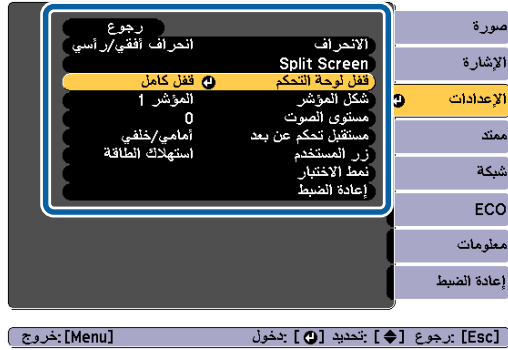 صورة
الإشارة
الإعدادات
ممتد
شبكة
ECO
معلومات
إعادة الضبط
رجوع
الانحراف انحراف أفقي/رأسي
Split Screen
قفل لوحة التحكم قفل كامل
شكل المؤشر المؤشر 1
مستوى الصوت 0
مستقبل تحكم عن بعد أمامي/خلفي
زر المستخدم استهلاك الطاقة
نمط الاختبار
إعادة الضبط
[Esc] :رجوع [ ] :تحديد [ ] :دخول [Menu] :خروج